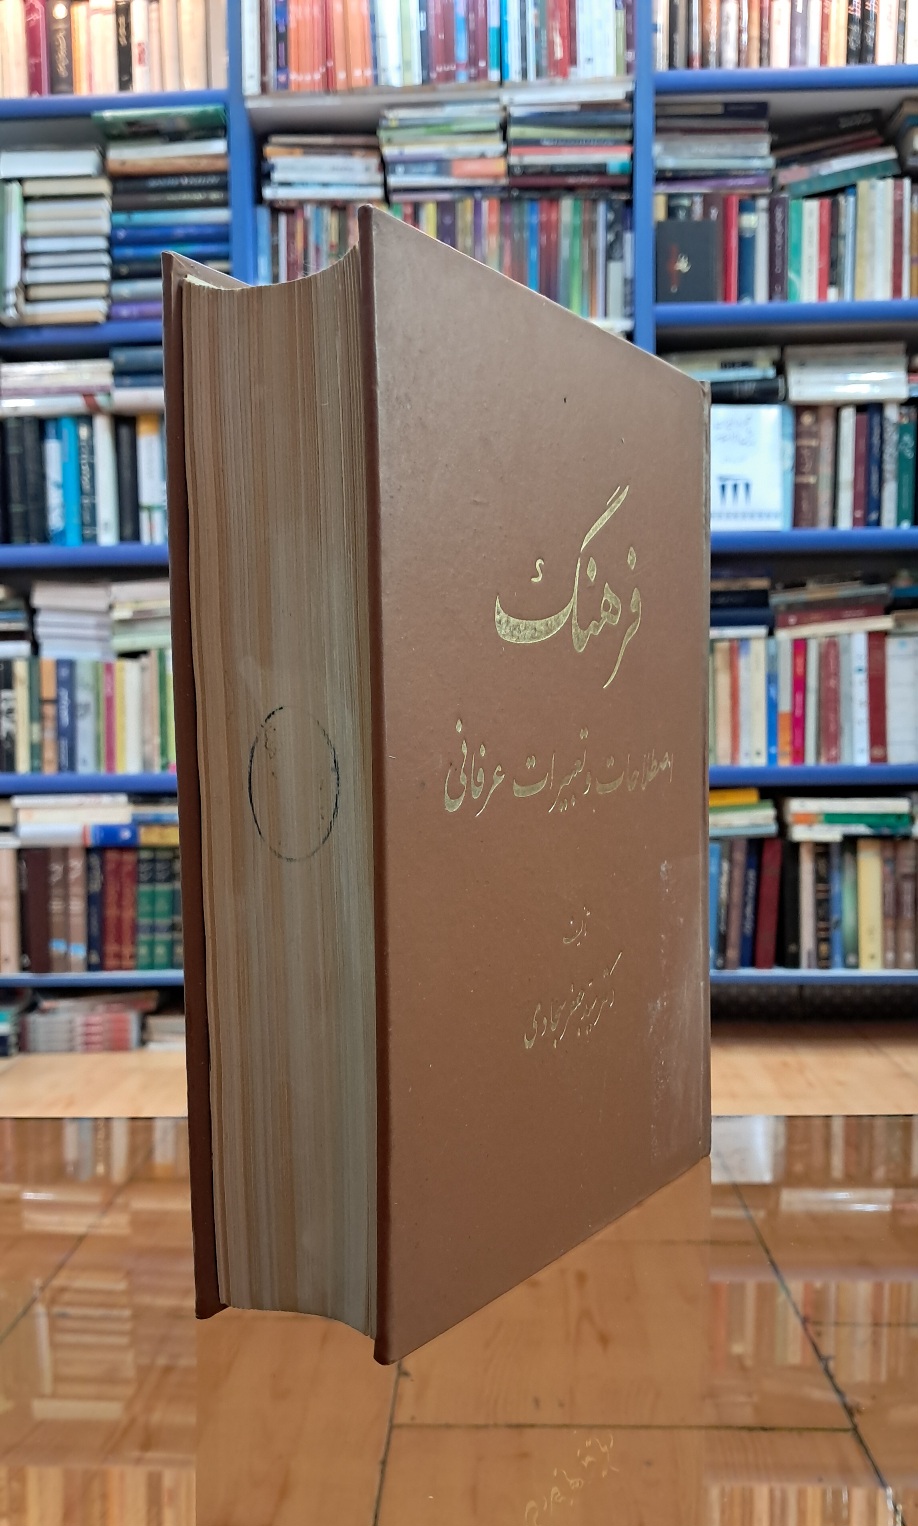 فرهنگ
اصطلاحات و تعبیرات عرفانی
تألیف
دکتر سید جعفر سجادی